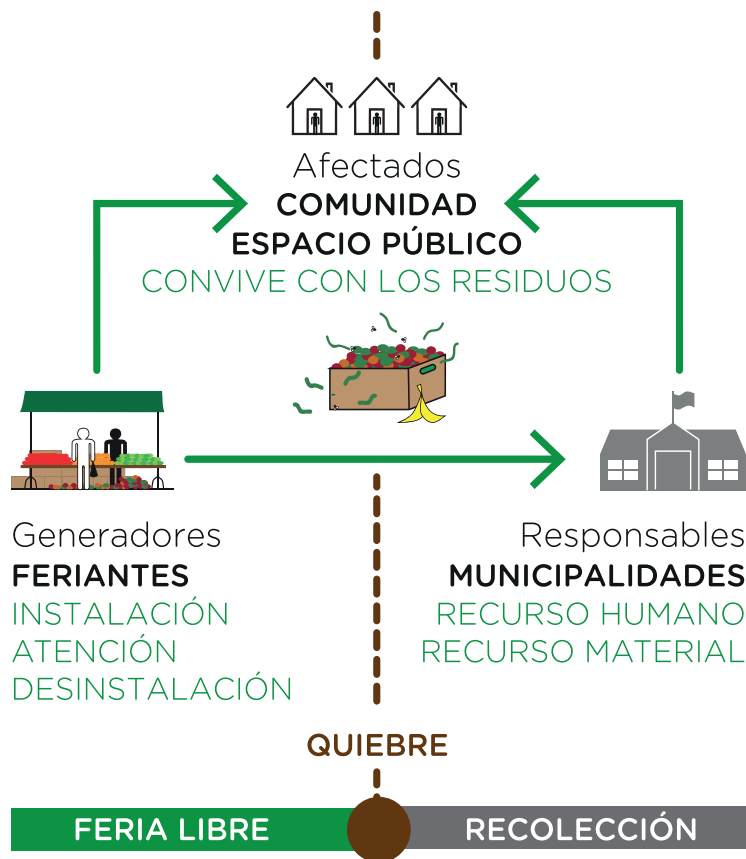 Afectados
COMUNIDAD
ESPACIO PÚBLICO
CONVIVE CON LOS RESIDUOS
Generadores
FERIANTES
INSTALACIÓN
ATENCIÓN
DESINSTALACIÓN
Responsables
MUNICIPALIDADES
RECURSO HUMANO
RECURSO MATERIAL
QUIEBRE
FERIA LIBRE
RECOLECCIÓN